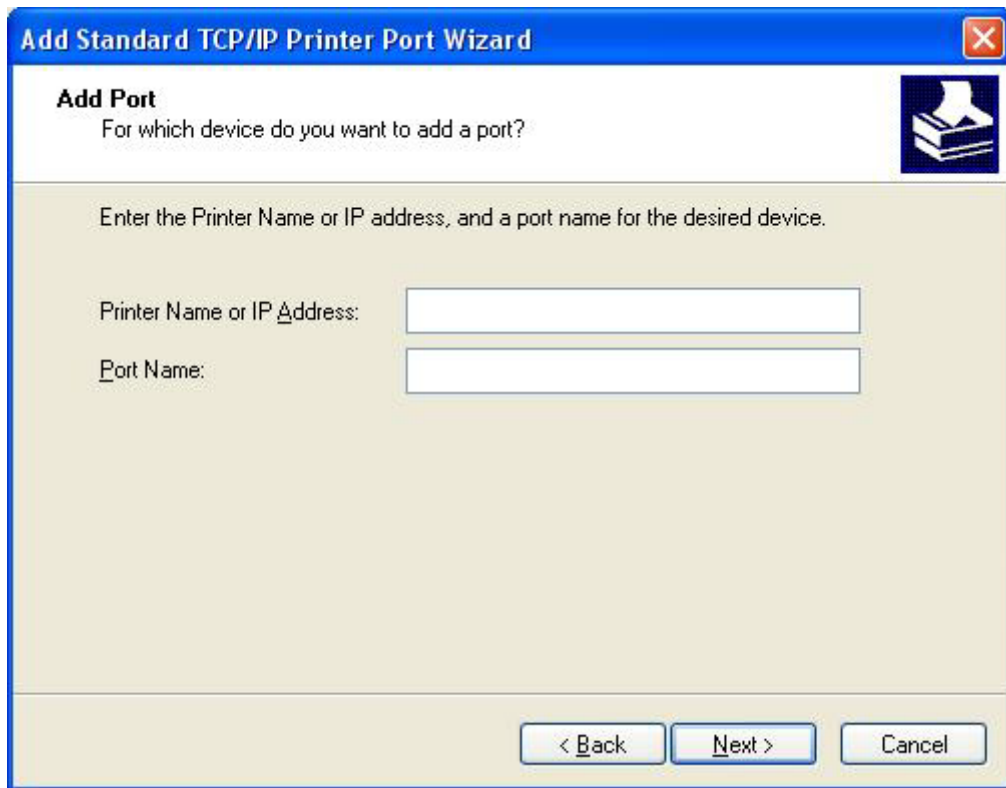 Add Standard TCP/IP Printer Port Wizard
Add Port
For which device do you want to add a port?
Enter the Printer Name or IP address, and a port name for the desired device.
Printer Name or IP Address:
Port Name:
< Back Next > Cancel